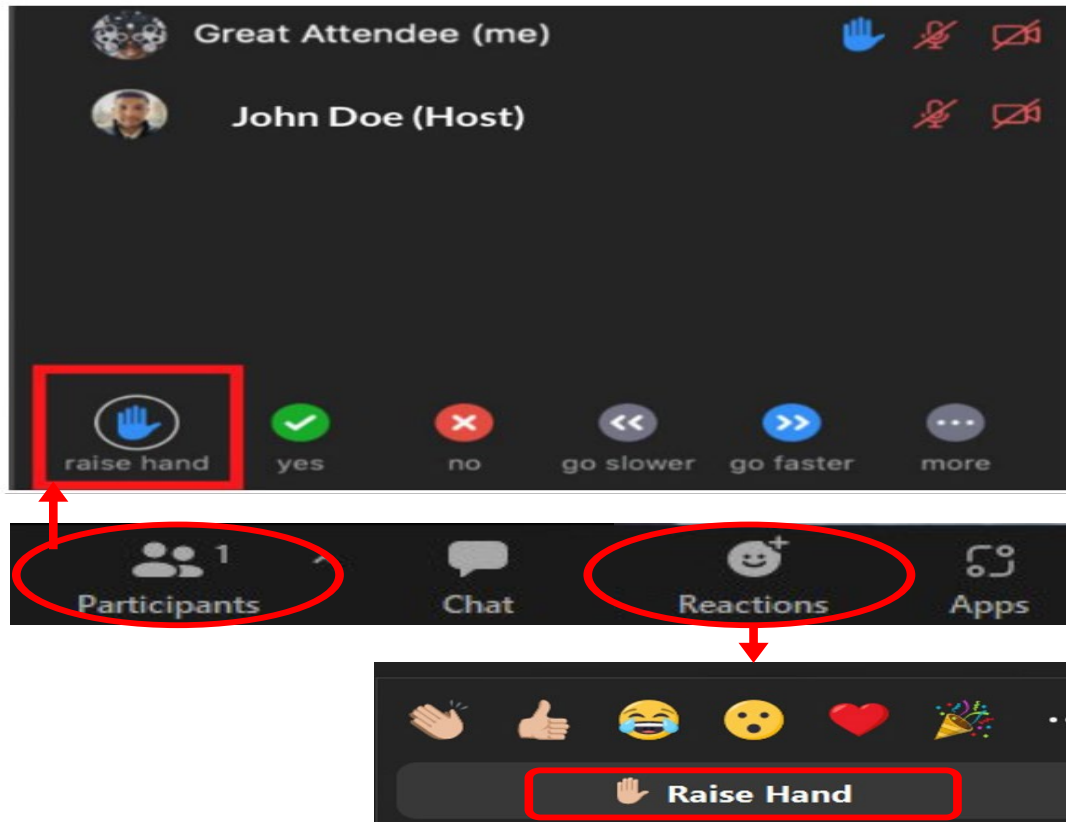 Great Attendee (me)
John Doe (Host)
raise hand yes no go slower go faster more
1
Participants Chat Reactions Apps
Raise Hand